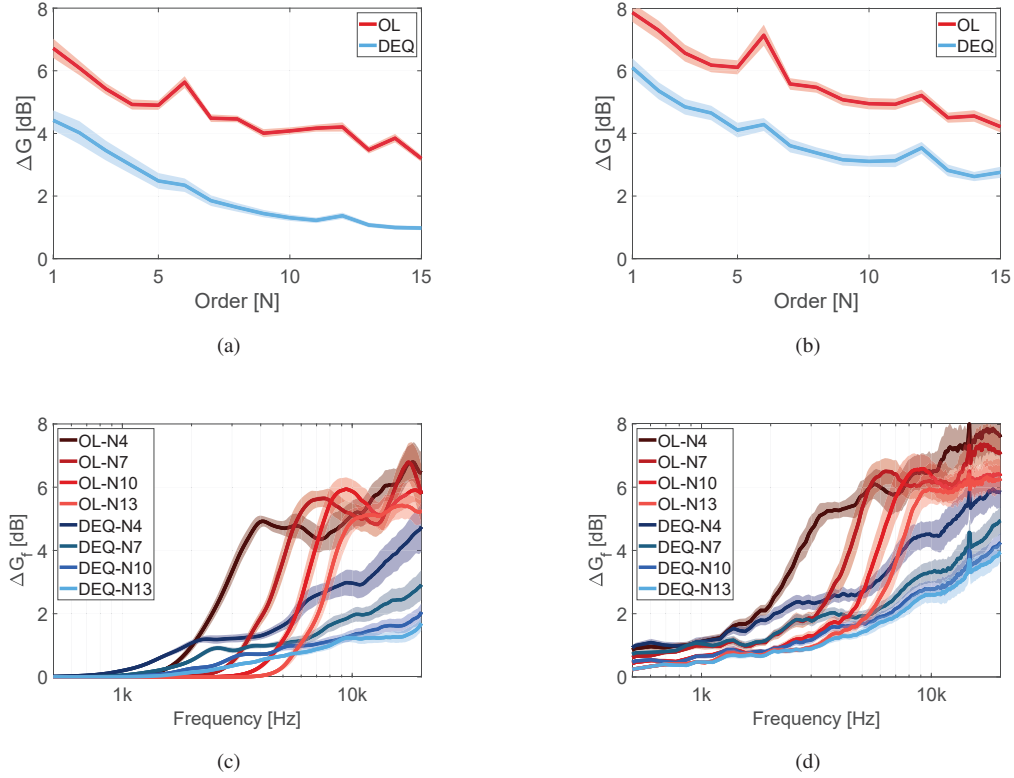 8
6
4
2
0
ΔG [dB]
OL
DEQ
1
5
10
15
Order [N]
(a)
8
6
4
2
0
ΔG [dB]
OL
DEQ
1
5
10
15
Order [N]
(b)
8
6
4
2
0
ΔG_f [dB]
OL-N4
OL-N7
OL-N10
OL-N13
DEQ-N4
DEQ-N7
DEQ-N10
DEQ-N13
1k
10k
Frequency [Hz]
(c)
8
6
4
2
0
ΔG_f [dB]
OL-N4
OL-N7
OL-N10
OL-N13
DEQ-N4
DEQ-N7
DEQ-N10
DEQ-N13
1k
10k
Frequency [Hz]
(d)